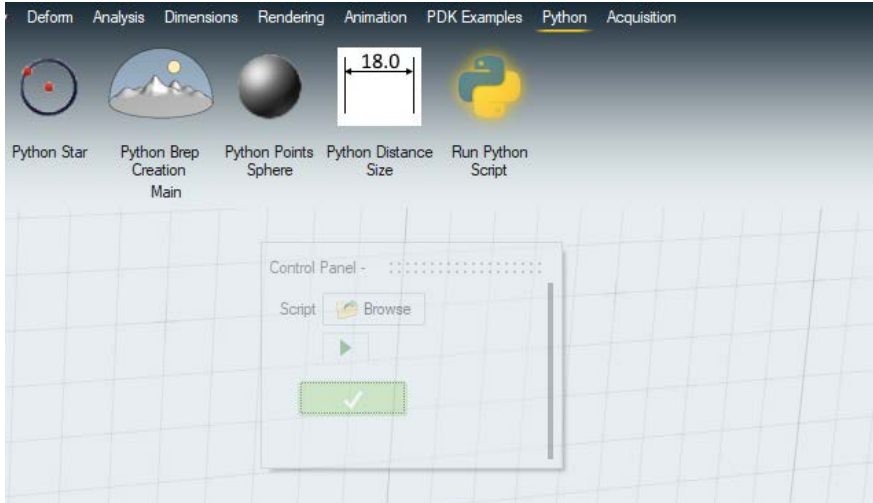 Deform Analysis Dimensions Rendering Animation PDK Examples Python Acquisition
18.0
Python Star Python Brep Python Points Python Distance Run Python
Creation Sphere Size Script
Main
Control Panel -
Script Browse